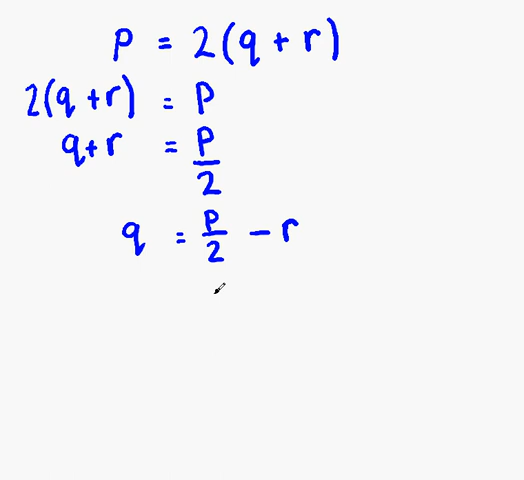 p = 2(q + r)
2(q + r) = p
q + r = p/2
q = p/2 - r